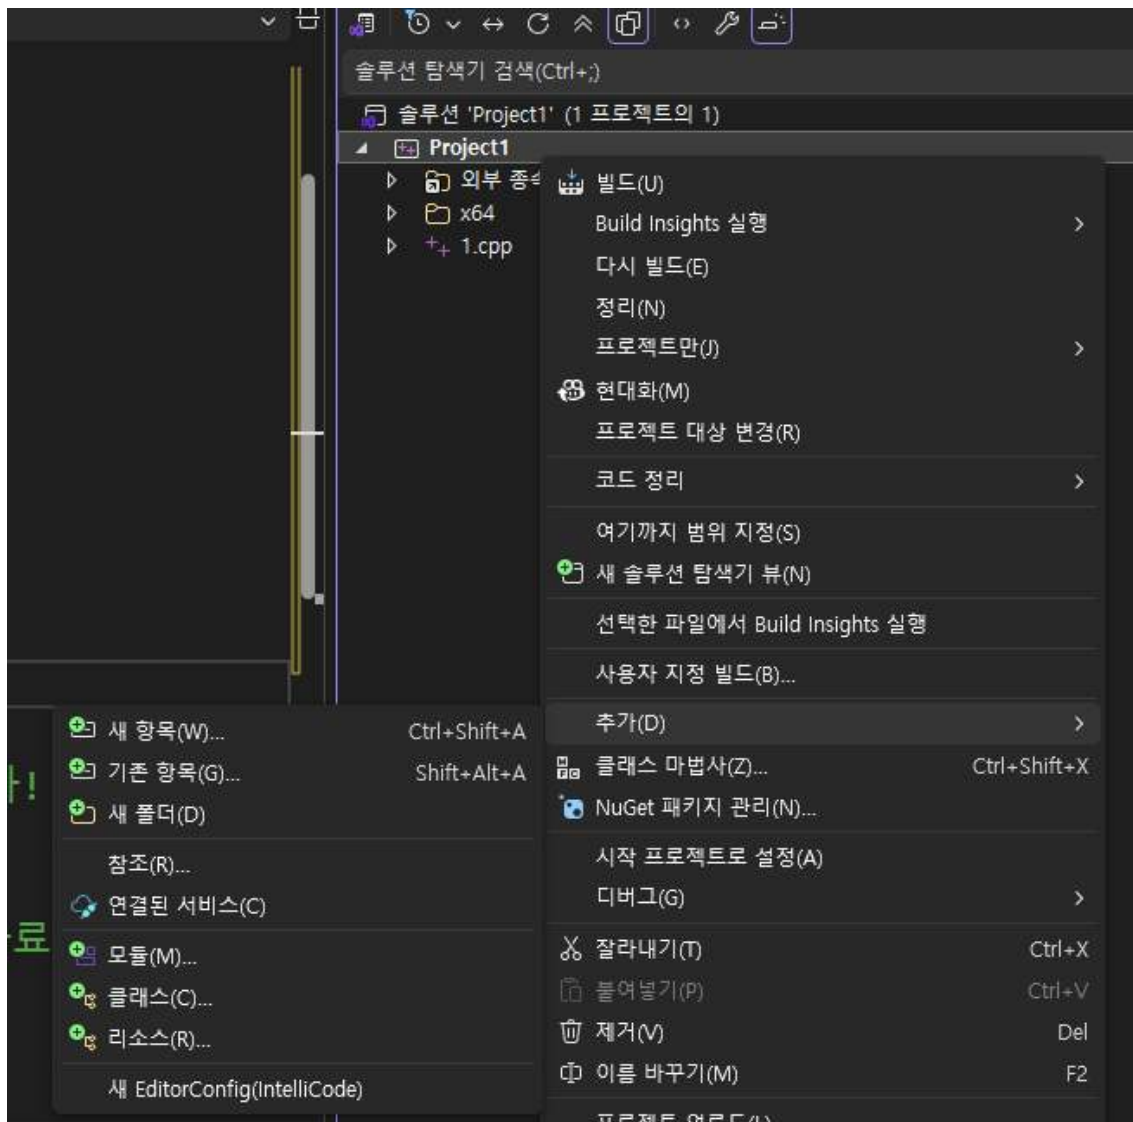 솔루션 탐색기 검색(Ctrl+;)
솔루션 'Project1' (1 프로젝트의 1)
Project1
외부 종속
x64
1.cpp
빌드(U)
Build Insights 실행
다시 빌드(E)
정리(N)
프로젝트만(J)
현대화(M)
프로젝트 대상 변경(R)
코드 정리
여기까지 범위 지정(S)
새 솔루션 탐색기 뷰(N)
선택한 파일에서 Build Insights 실행
사용자 지정 빌드(B)...
추가(D)
클래스 마법사(Z)... Ctrl+Shift+X
NuGet 패키지 관리(N)...
시작 프로젝트로 설정(A)
디버그(G)
잘라내기(T) Ctrl+X
붙여넣기(P) Ctrl+V
제거(V) Del
이름 바꾸기(M) F2
프로젝트 언로드(L)
새 항목(W)... Ctrl+Shift+A
기존 항목(G)... Shift+Alt+A
새 폴더(D)
참조(R)...
연결된 서비스(C)
모듈(M)...
클래스(C)...
리소스(R)...
새 EditorConfig(IntelliCode)
료